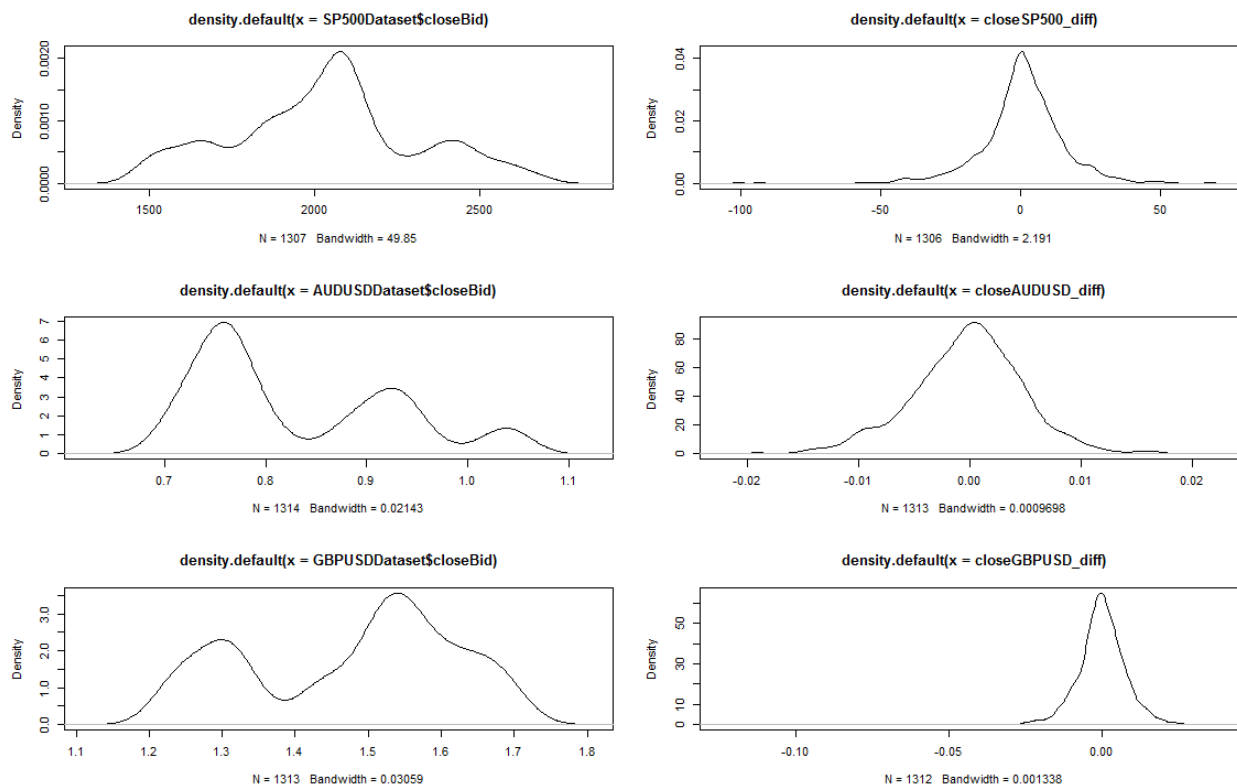 density.default(x = SP500Dataset$closeBid)
Density
0.0000 0.0010 0.0020
1500 2000 2500
N = 1307 Bandwidth = 49.85
density.default(x = closeSP500_diff)
Density
0.00 0.02 0.04
-100 -50 0 50
N = 1306 Bandwidth = 2.191
density.default(x = AUDUSDDataset$closeBid)
Density
0 1 2 3 4 5 6 7
0.7 0.8 0.9 1.0 1.1
N = 1314 Bandwidth = 0.02143
density.default(x = closeAUDUSD_diff)
Density
0 20 40 60 80
-0.02 -0.01 0.00 0.01 0.02
N = 1313 Bandwidth = 0.0009698
density.default(x = GBPUSDDataset$closeBid)
Density
0.0 1.0 2.0 3.0
1.1 1.2 1.3 1.4 1.5 1.6 1.7 1.8
N = 1313 Bandwidth = 0.03059
density.default(x = closeGBPUSD_diff)
Density
0 10 30 50
-0.10 -0.05 0.00
N = 1312 Bandwidth = 0.001338